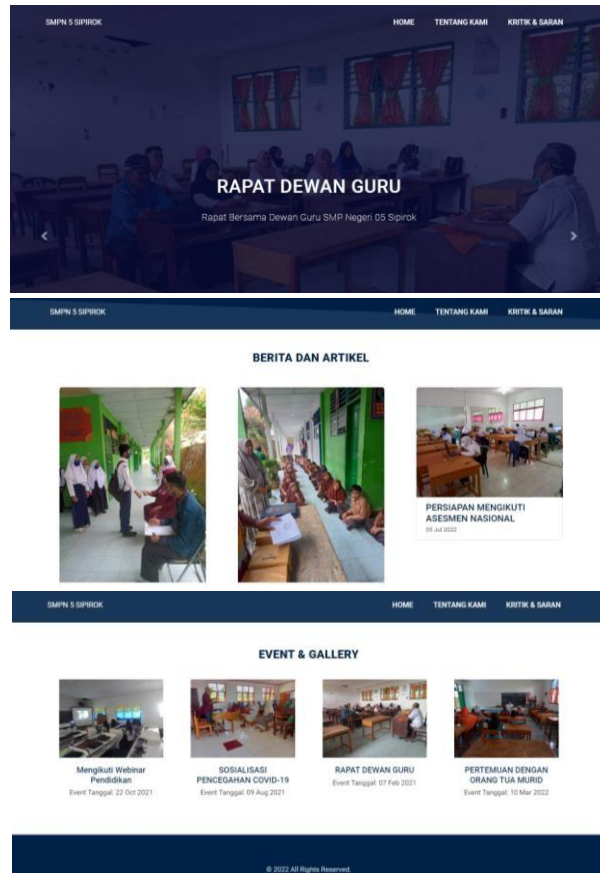 SMPN 5 SIPIROK HOME TENTANG KAMI KRITIK & SARAN
RAPAT DEWAN GURU
Rapat Bersama Dewan Guru SMP Negeri 05 Sipirok
SMPN 5 SIPIROK HOME TENTANG KAMI KRITIK & SARAN
BERITA DAN ARTIKEL
PERSIAPAN MENGIKUTI
ASESMEN NASIONAL
05 Jul 2022
SMPN 5 SIPIROK HOME TENTANG KAMI KRITIK & SARAN
EVENT & GALLERY
Mengikuti Webinar
Pendidikan
Event Tanggal: 22 Oct 2021
SOSIALISASI
PENCEGAHAN COVID-19
Event Tanggal: 09 Aug 2021
RAPAT DEWAN GURU
Event Tanggal: 07 Feb 2021
PERTEMUAN DENGAN
ORANG TUA MURID
Event Tanggal: 10 Mar 2022
© 2022 All Rights Reserved.